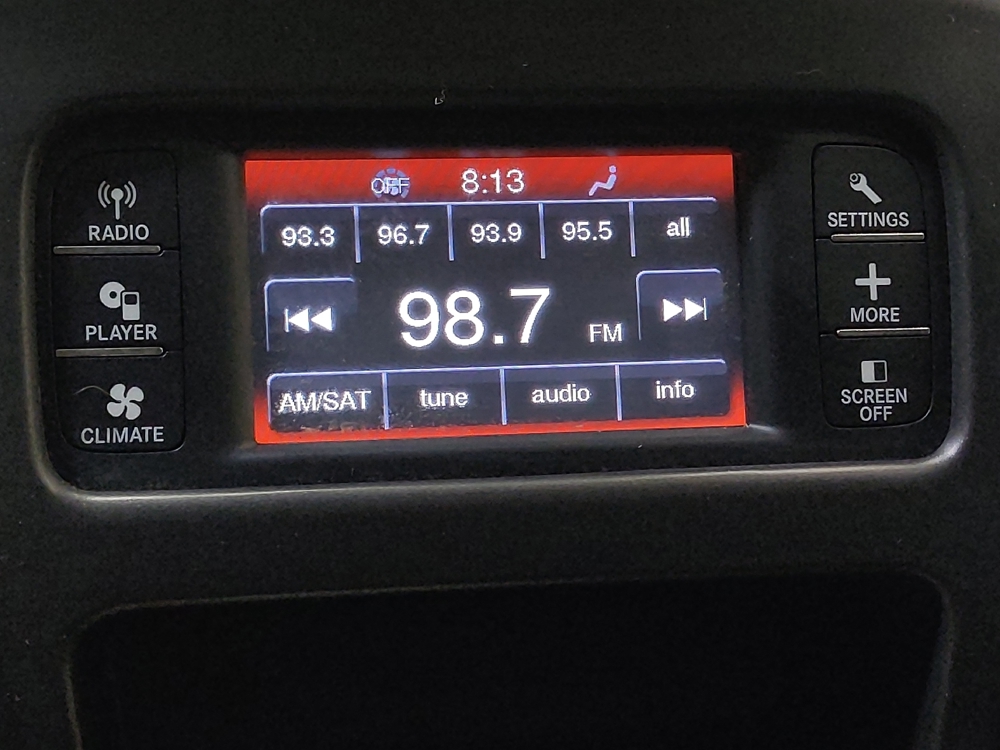 RADIO
PLAYER
CLIMATE
OFF 8:13
93.3 96.7 93.9 95.5 all
98.7 FM
AM/SAT tune audio info
SETTINGS
MORE
SCREEN
OFF